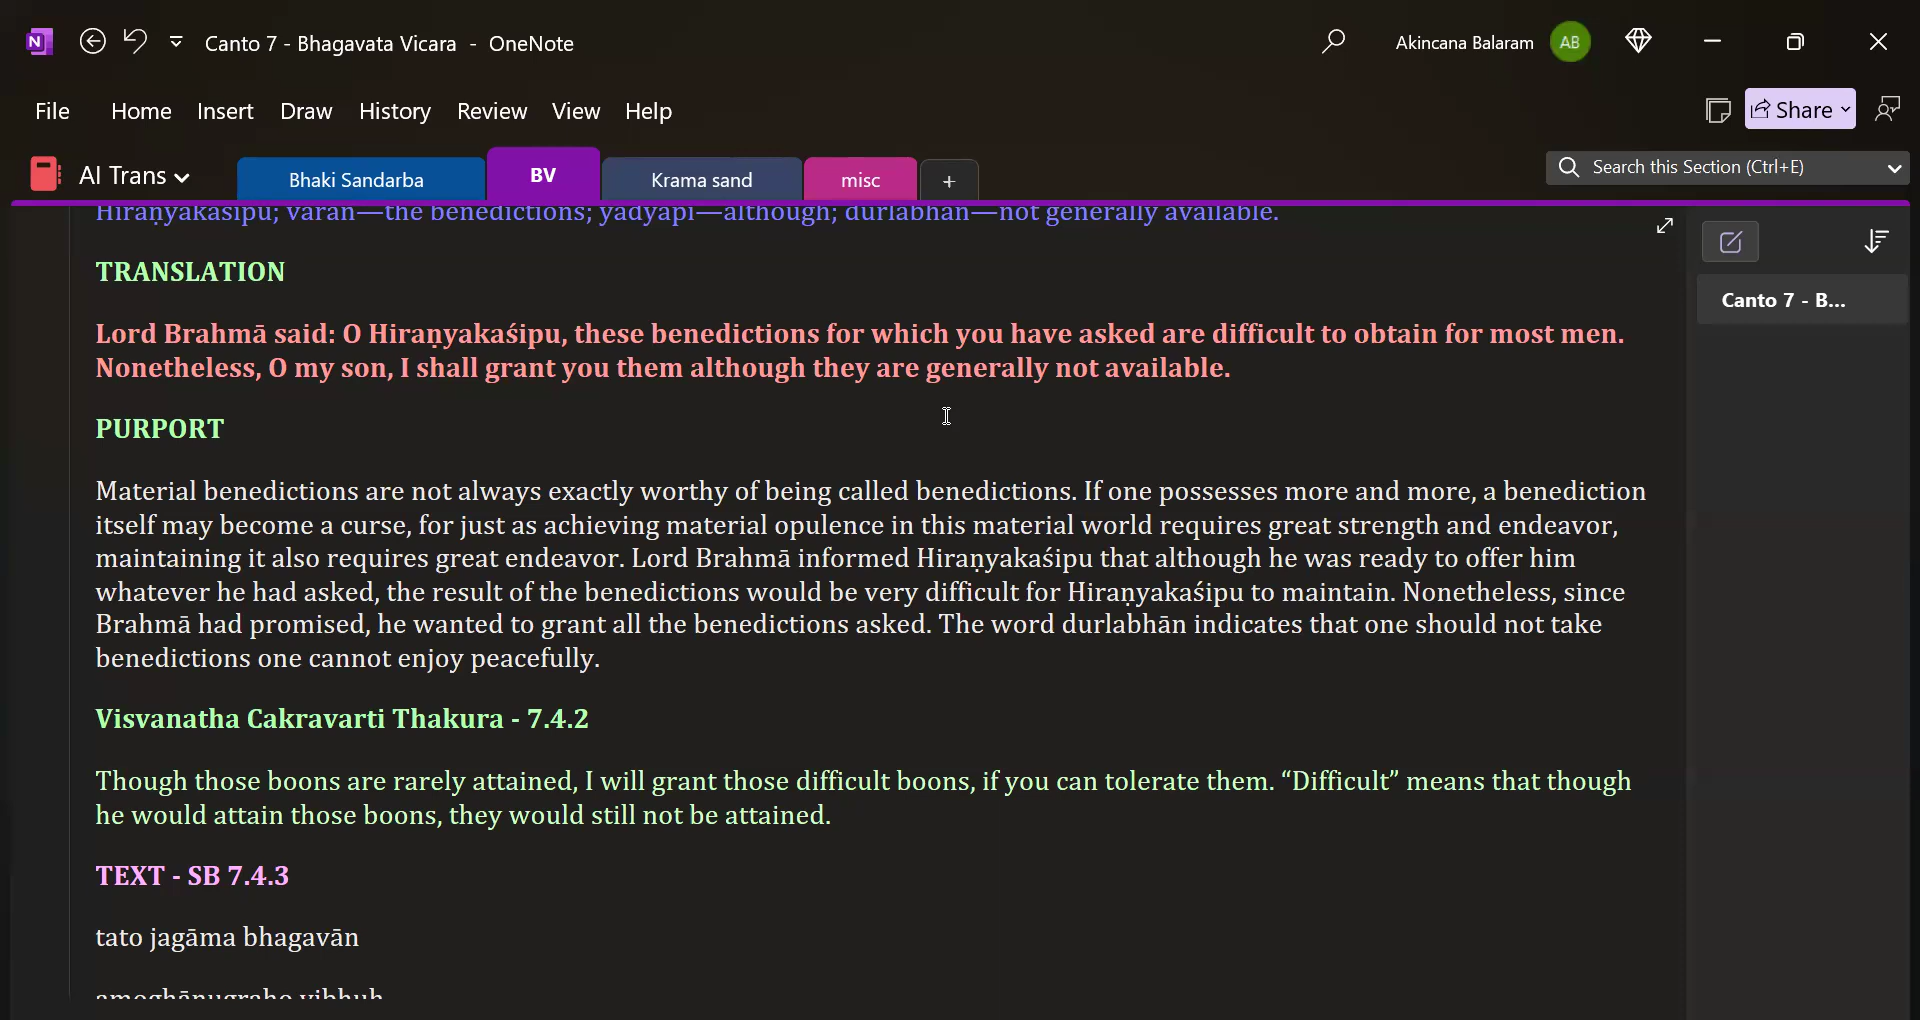 N
Canto 7 - Bhagavata Vicara - OneNote
Akincana Balaram
AB
File Home Insert Draw History Review View Help
Share
AI Trans
Bhaki Sandarba
BV
Krama sand
misc
+
Search this Section (Ctrl+E)
Hiraṇyakaśipu; varān—the benedictions; yadyapi—although; durlabhān—not generally available.
Canto 7 - B...
TRANSLATION
Lord Brahmā said: O Hiraṇyakaśipu, these benedictions for which you have asked are difficult to obtain for most men.
Nonetheless, O my son, I shall grant you them although they are generally not available.
PURPORT
Material benedictions are not always exactly worthy of being called benedictions. If one possesses more and more, a benediction
itself may become a curse, for just as achieving material opulence in this material world requires great strength and endeavor,
maintaining it also requires great endeavor. Lord Brahmā informed Hiraṇyakaśipu that although he was ready to offer him
whatever he had asked, the result of the benedictions would be very difficult for Hiraṇyakaśipu to maintain. Nonetheless, since
Brahmā had promised, he wanted to grant all the benedictions asked. The word durlabhān indicates that one should not take
benedictions one cannot enjoy peacefully.
Visvanatha Cakravarti Thakura - 7.4.2
Though those boons are rarely attained, I will grant those difficult boons, if you can tolerate them. “Difficult” means that though
he would attain those boons, they would still not be attained.
TEXT - SB 7.4.3
tato jagāma bhagavān
amoghānugraho vibhuḥ